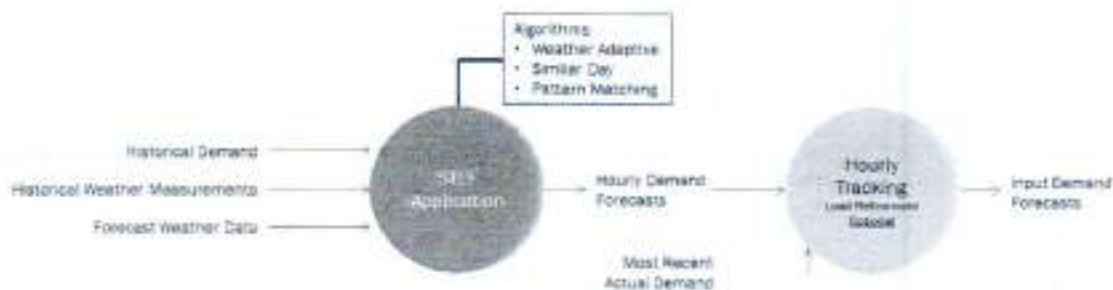 Algorithms
• Weather Adaptive
• Similar Day
• Pattern Matching
Historical Demand
Historical Weather Measurements
Forecast Weather Data
Application
Hourly Demand
Forecasts
Hourly
Tracking
Most Recent
Actual Demand
Input Demand
Forecasts